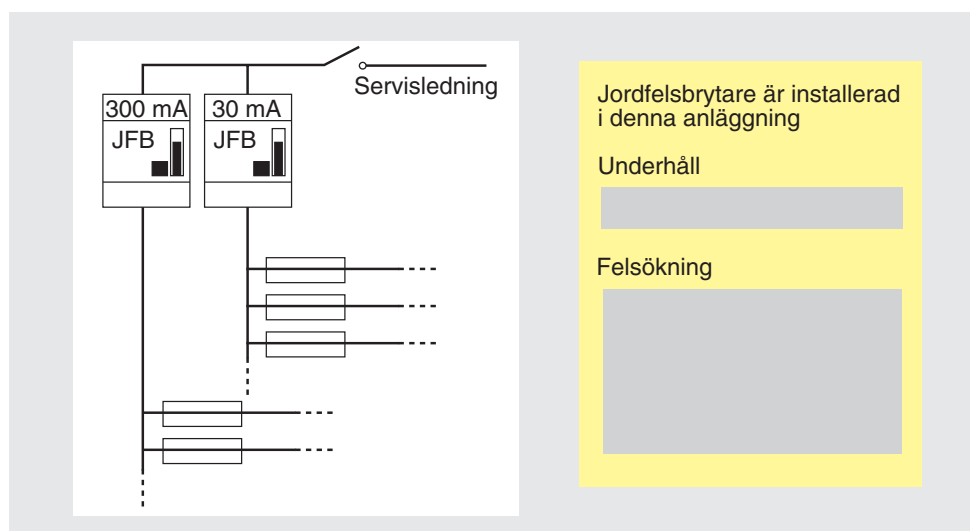 Servisledning
300 mA
30 mA
JFB
JFB
Jordfelsbrytare är installerad
i denna anläggning
Underhåll
Felsökning